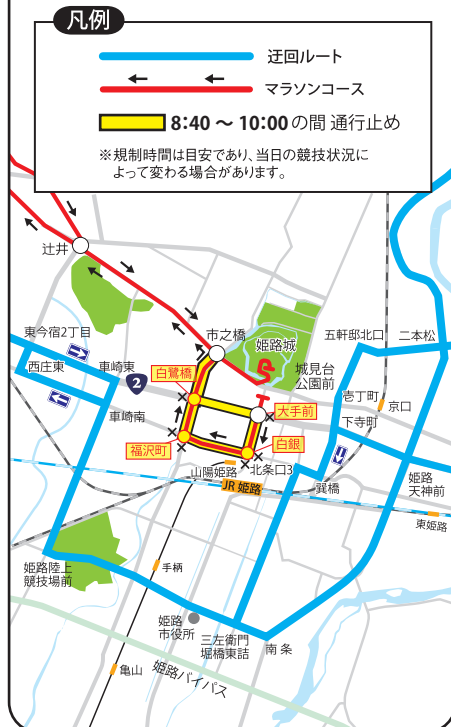 凡例
迂回ルート
マラソンコース
8:40 ～ 10:00 の間 通行止め
※規制時間は目安であり、当日の競技状況に
よって変わる場合があります。
辻井
市之橋
姫路城
東今宿2丁目
五軒邸北口
二本松
西庄東
車崎東
2
白鷺橋
城見台
公園前
壱丁町
京口
大手前
下寺町
車崎南
福沢町
白銀
山陽姫路
北条口3
JR 姫路
巽橋
姫路
天神前
東姫路
姫路陸上
競技場前
手柄
姫路
市役所
三左衛門
堀橋東詰
南条
亀山
姫路バイパス